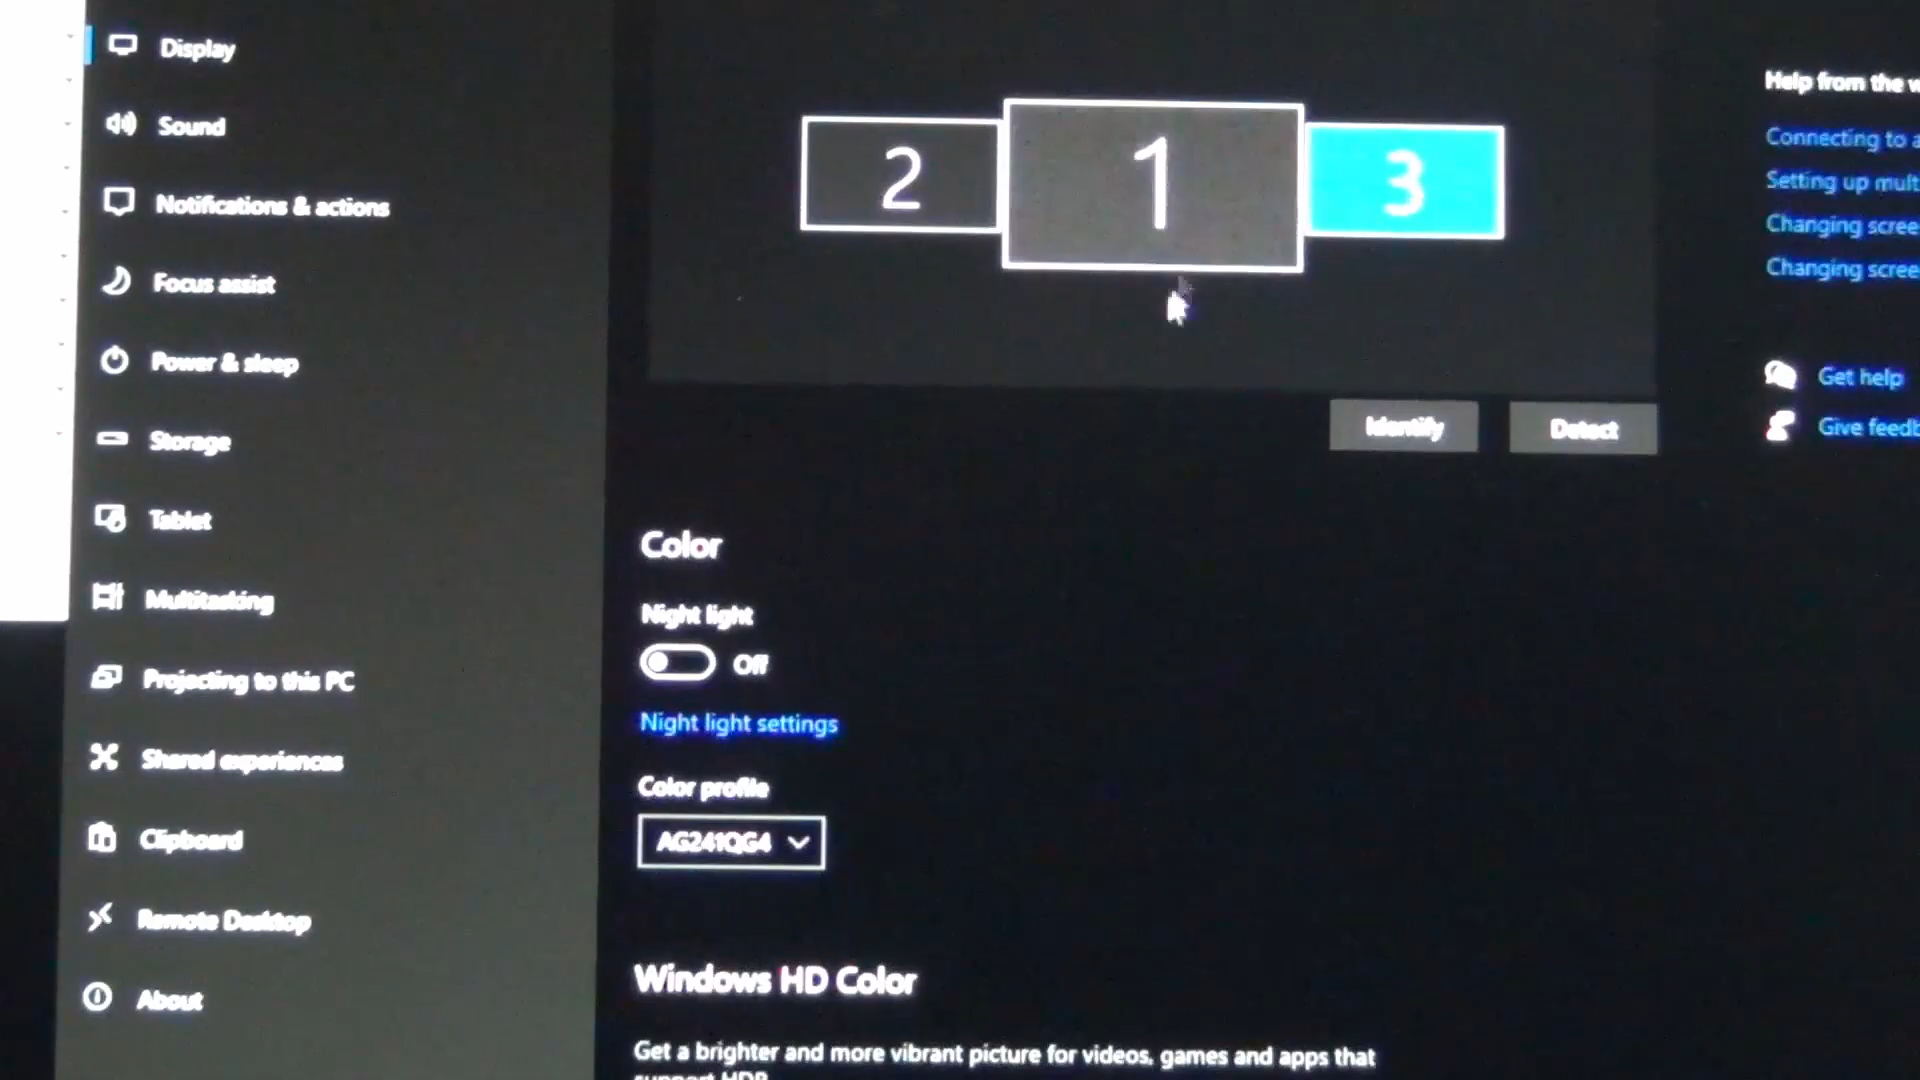 Display
Sound
Notifications & actions
Focus assist
Power & sleep
Storage
Tablet
Multitasking
Projecting to this PC
Shared experiences
Clipboard
Remote Desktop
About
2
1
3
Identify
Detect
Color
Night light
Off
Night light settings
Color profile
AG241QG4
Windows HD Color
Get a brighter and more vibrant picture for videos, games and apps that
support HDR
Help from the w
Connecting to a
Setting up mult
Changing scree
Changing scree
Get help
Give feedb